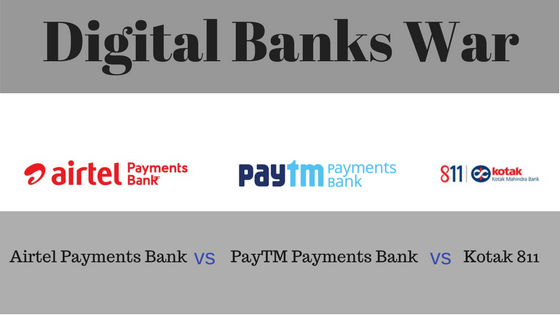 Digital Banks War
airtel Payments Bank
paytm Payments Bank
811 kotak Kotak Mahindra Bank
Airtel Payments Bank vs PayTM Payments Bank vs Kotak 811